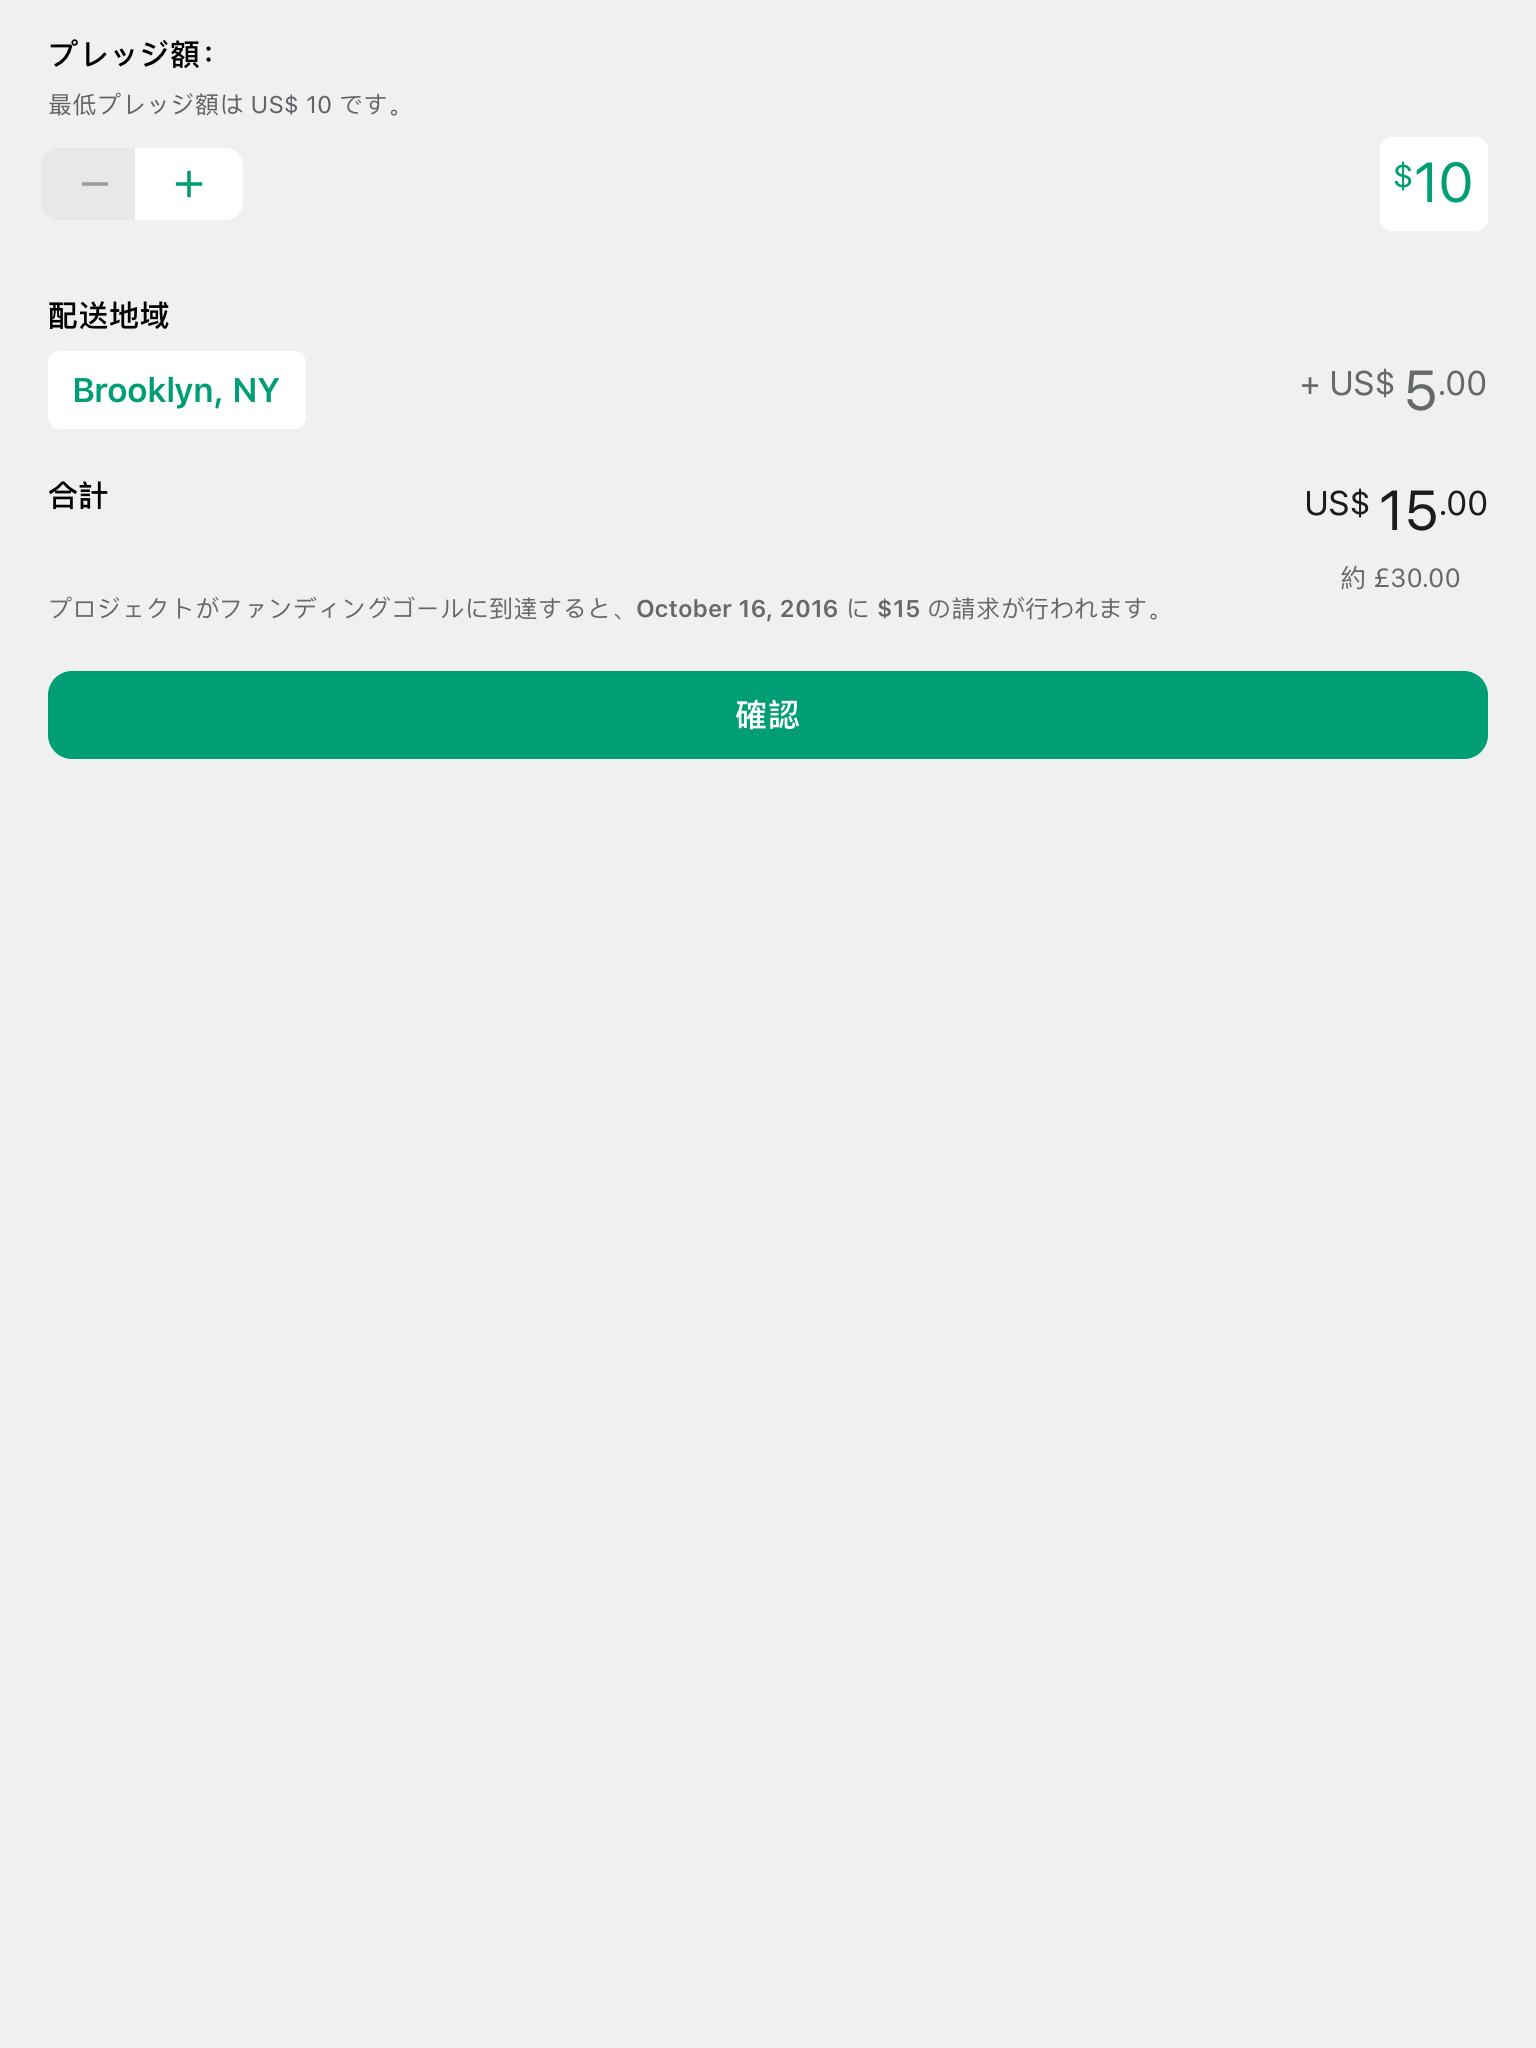 プレッジ額：
最低プレッジ額は US$ 10 です。
− +
$10
配送地域
Brooklyn, NY
+ US$ 5.00
合計
US$ 15.00
約 £30.00
プロジェクトがファンディングゴールに到達すると、October 16, 2016 に $15 の請求が行われます。
確認